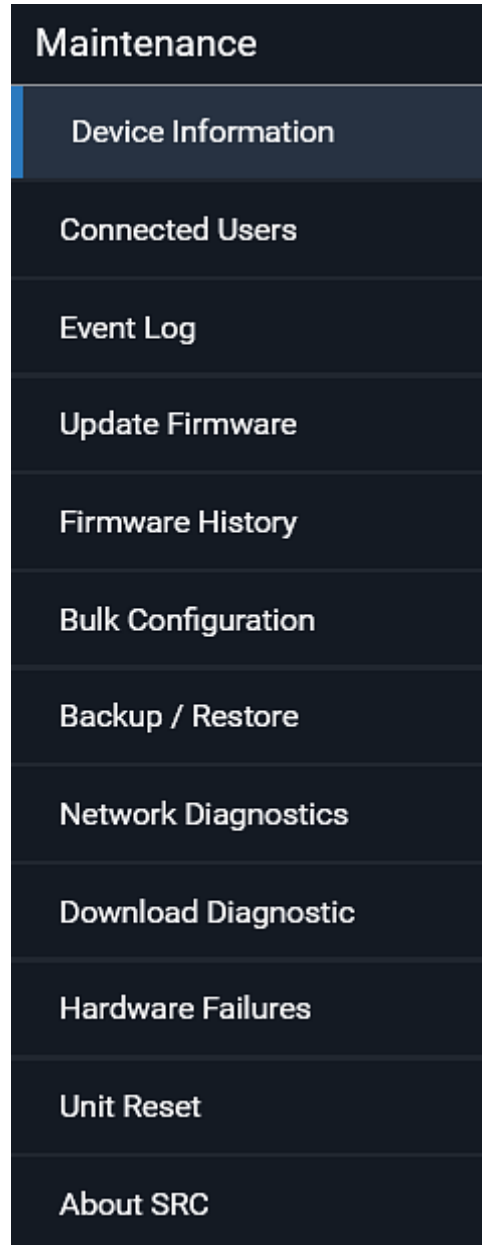 Maintenance
Device Information
Connected Users
Event Log
Update Firmware
Firmware History
Bulk Configuration
Backup / Restore
Network Diagnostics
Download Diagnostic
Hardware Failures
Unit Reset
About SRC